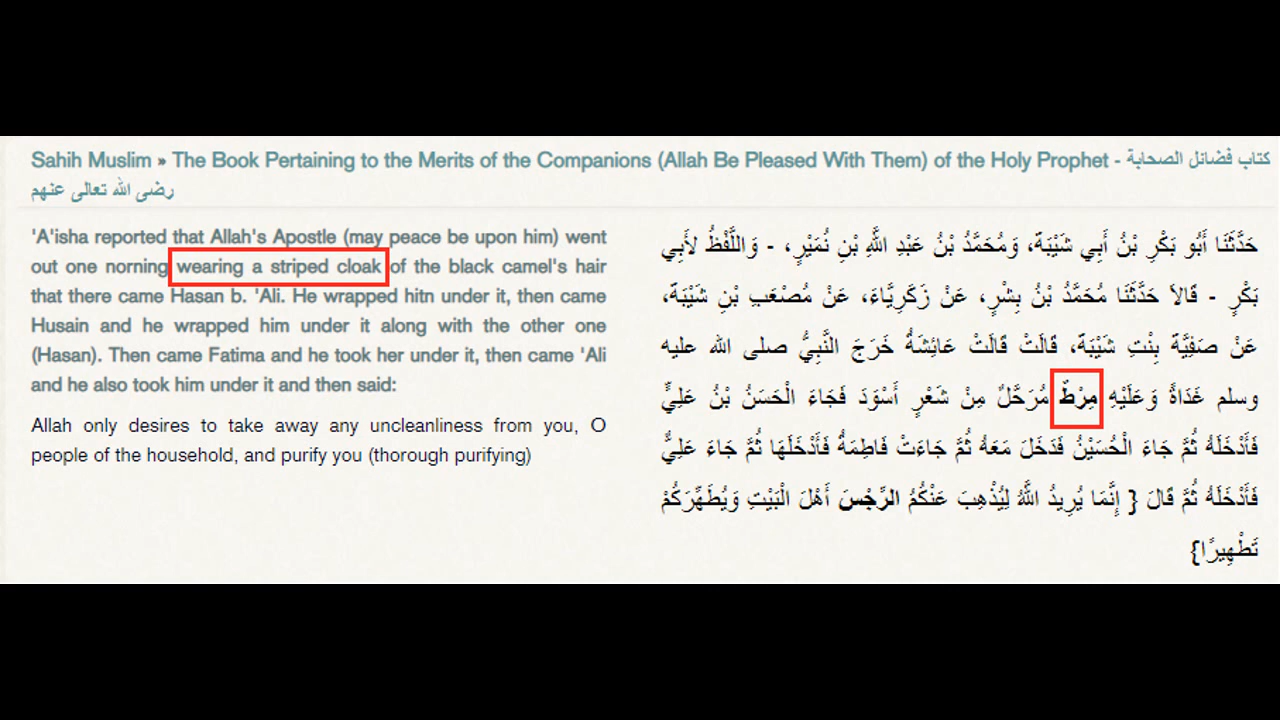 Sahih Muslim » The Book Pertaining to the Merits of the Companions (Allah Be Pleased With Them) of the Holy Prophet - كتاب فضائل الصحابة
رضى الله تعالى عنهم
'A'isha reported that Allah's Apostle (may peace be upon him) went
out one norning wearing a striped cloak of the black camel's hair
that there came Hasan b. 'Ali. He wrapped hitn under it, then came
Husain and he wrapped him under it along with the other one
(Hasan). Then came Fatima and he took her under it, then came 'Ali
and he also took him under it and then said:
Allah only desires to take away any uncleanliness from you, O
people of the household, and purify you (thorough purifying)
حَدَّثَنَا أَبُو بَكْرِ بْنُ أَبِي شَيْبَةَ، وَمُحَمَّدُ بْنُ عَبْدِ اللَّهِ بْنِ نُمَيْرٍ، - وَاللَّفْظُ لأَبِي
بَكْرٍ - قَالاَ حَدَّثَنَا مُحَمَّدُ بْنُ بِشْرٍ، عَنْ زَكَرِيَّاءَ، عَنْ مُصْعَبِ بْنِ شَيْبَةَ،
عَنْ صَفِيَّةَ بِنْتِ شَيْبَةَ، قَالَتْ قَالَتْ عَائِشَةُ خَرَجَ النَّبِيُّ صلى الله عليه
وسلم غَدَاةً وَعَلَيْهِ مِرْطٌ مُرَحَّلٌ مِنْ شَعْرٍ أَسْوَدَ فَجَاءَ الْحَسَنُ بْنُ عَلِيٍّ
فَأَدْخَلَهُ ثُمَّ جَاءَ الْحُسَيْنُ فَدَخَلَ مَعَهُ ثُمَّ جَاءَتْ فَاطِمَةُ فَأَدْخَلَهَا ثُمَّ جَاءَ عَلِيٌّ
فَأَدْخَلَهُ ثُمَّ قَالَ { إِنَّمَا يُرِيدُ اللَّهُ لِيُذْهِبَ عَنْكُمُ الرِّجْسَ أَهْلَ الْبَيْتِ وَيُطَهِّرَكُمْ
تَطْهِيرًا}